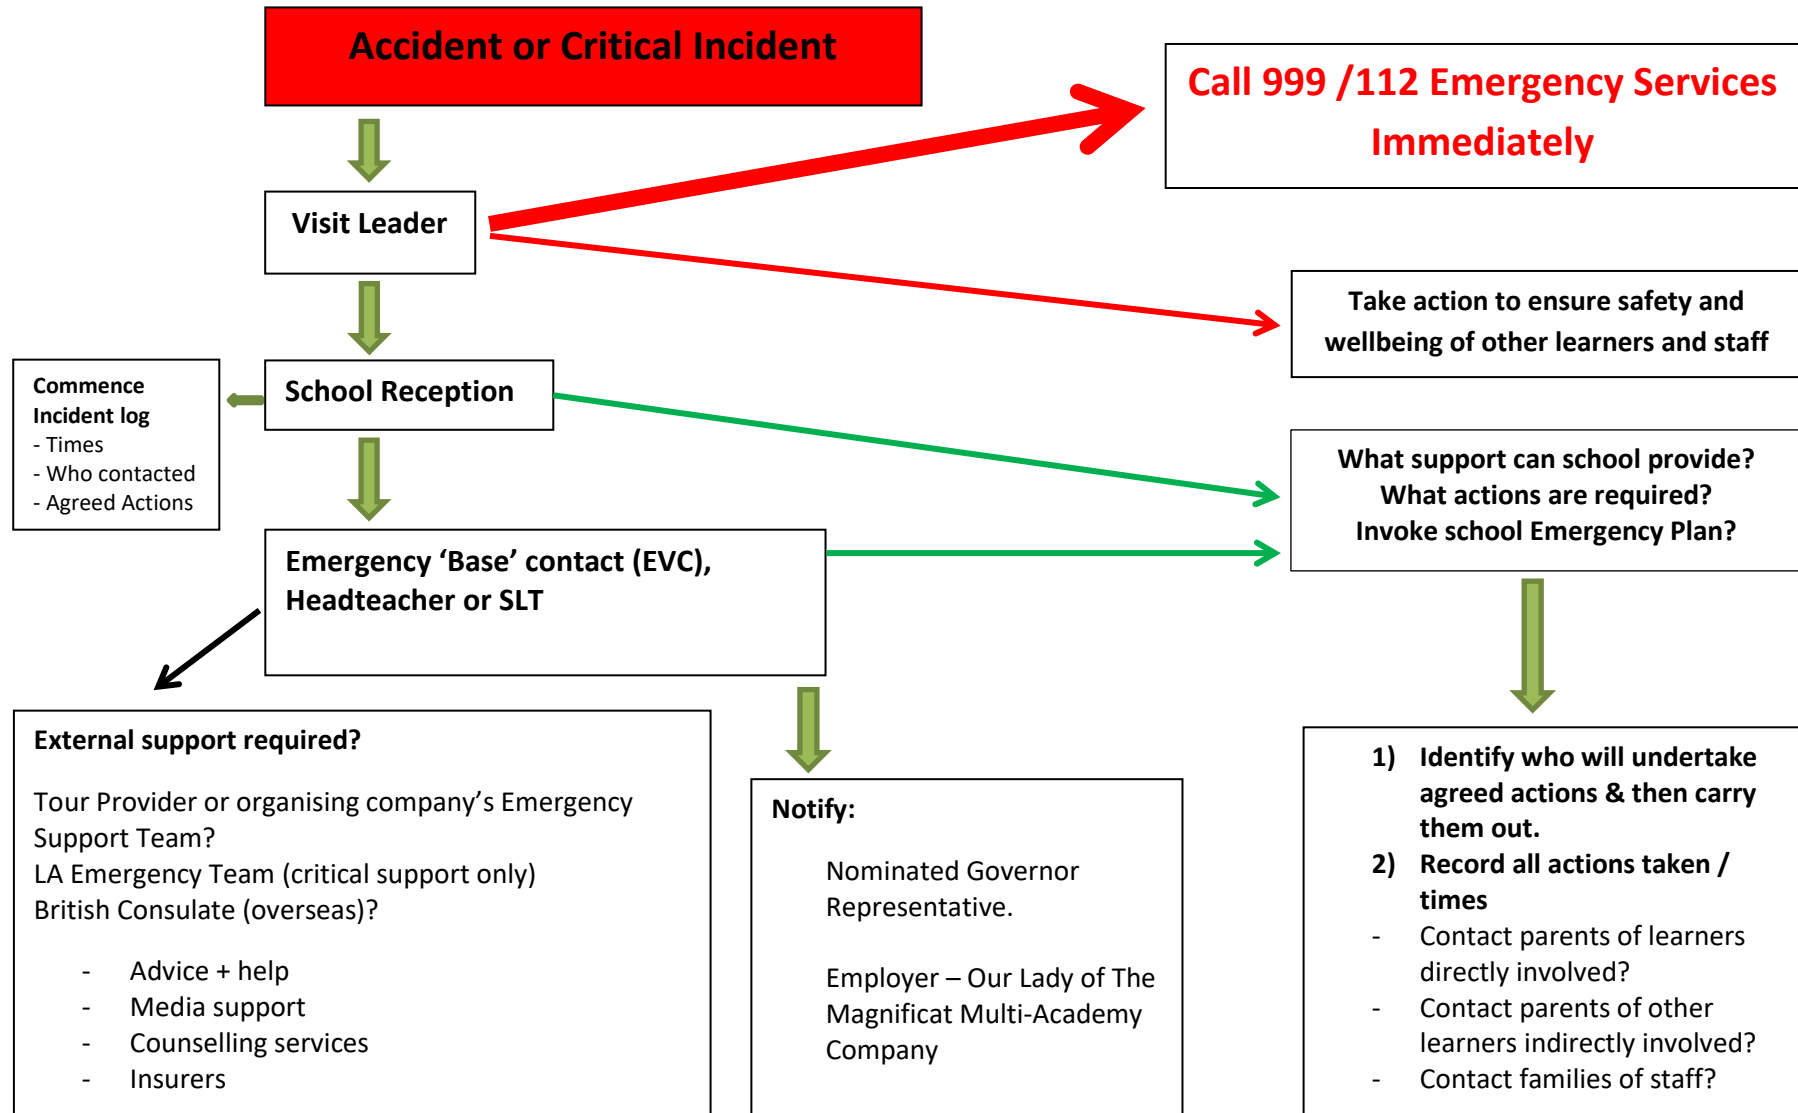 Accident or Critical Incident
Call 999 /112 Emergency Services
Immediately
Visit Leader
Take action to ensure safety and
wellbeing of other learners and staff
Commence
Incident log
- Times
- Who contacted
- Agreed Actions
School Reception
What support can school provide?
What actions are required?
Invoke school Emergency Plan?
Emergency ‘Base’ contact (EVC),
Headteacher or SLT
External support required?
Tour Provider or organising company’s Emergency
Support Team?
LA Emergency Team (critical support only)
British Consulate (overseas)?
- Advice + help
- Media support
- Counselling services
- Insurers
Notify:
Nominated Governor
Representative.
Employer – Our Lady of The
Magnificat Multi-Academy
Company
1) Identify who will undertake
agreed actions & then carry
them out.
2) Record all actions taken /
times
- Contact parents of learners
directly involved?
- Contact parents of other
learners indirectly involved?
- Contact families of staff?